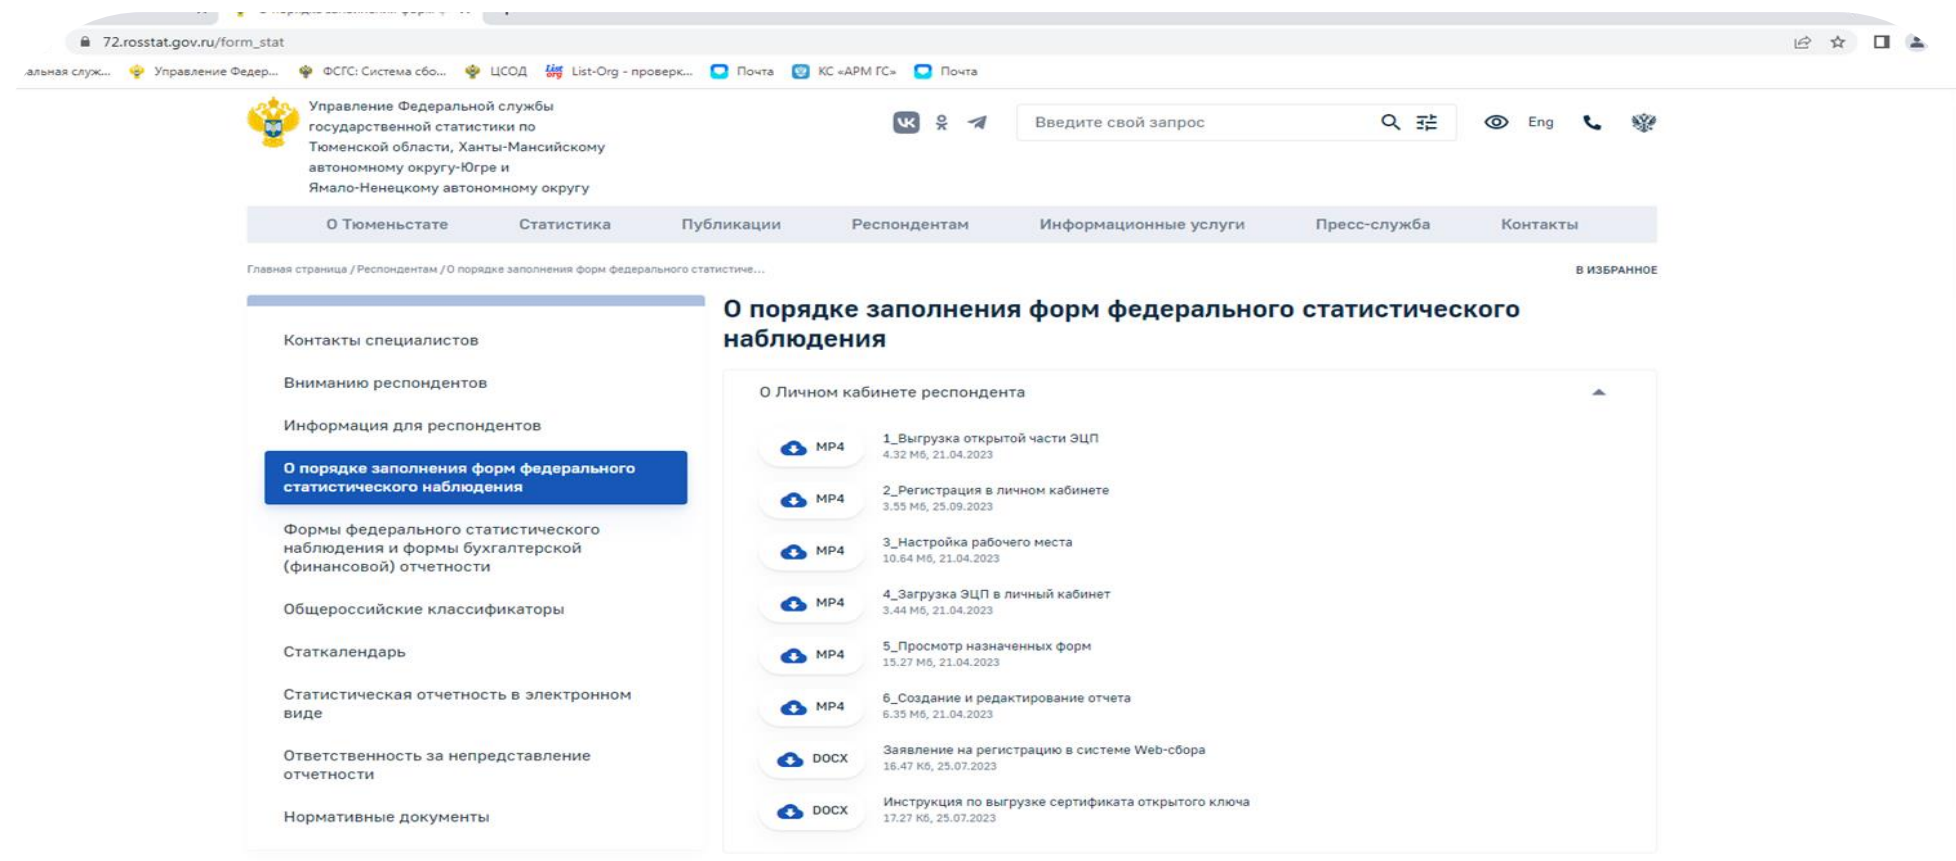 72.rosstat.gov.ru/form_stat
альная служ... Управление Федер... ФСГС: Система сбо... ЦСОД List-Org - проверк... Почта КС «АРМ ГС» Почта
Управление Федеральной службы
государственной статистики по
Тюменской области, Ханты-Мансийскому
автономному округу-Югре и
Ямало-Ненецкому автономному округу
Введите свой запрос
Eng
О Тюменьстате Статистика Публикации Респондентам Информационные услуги Пресс-служба Контакты
Главная страница / Респондентам / О порядке заполнения форм федерального статистиче...
В ИЗБРАННОЕ
Контакты специалистов
Вниманию респондентов
Информация для респондентов
О порядке заполнения форм федерального
статистического наблюдения
Формы федерального статистического
наблюдения и формы бухгалтерской
(финансовой) отчетности
Общероссийские классификаторы
Статкалендарь
Статистическая отчетность в электронном
виде
Ответственность за непредставление
отчетности
Нормативные документы
О порядке заполнения форм федерального статистического
наблюдения
О Личном кабинете респондента
MP4 1_Выгрузка открытой части ЭЦП
4.32 Мб, 21.04.2023
MP4 2_Регистрация в личном кабинете
3.55 Мб, 25.09.2023
MP4 3_Настройка рабочего места
10.64 Мб, 21.04.2023
MP4 4_Загрузка ЭЦП в личный кабинет
3.44 Мб, 21.04.2023
MP4 5_Просмотр назначенных форм
15.27 Мб, 21.04.2023
MP4 6_Создание и редактирование отчета
6.35 Мб, 21.04.2023
DOCX Заявление на регистрацию в системе Web-сбора
16.47 Кб, 25.07.2023
DOCX Инструкция по выгрузке сертификата открытого ключа
17.27 Кб, 25.07.2023